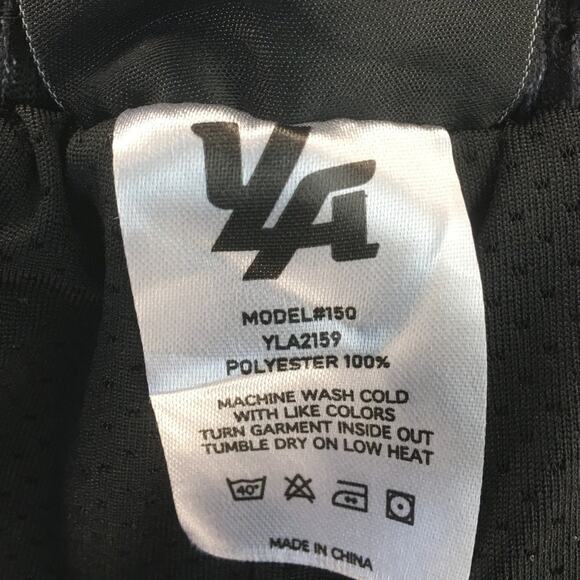 YA
MODEL#150
YLA2159
POLYESTER 100%
MACHINE WASH COLD
WITH LIKE COLORS
TURN GARMENT INSIDE OUT
TUMBLE DRY ON LOW HEAT
40°
MADE IN CHINA